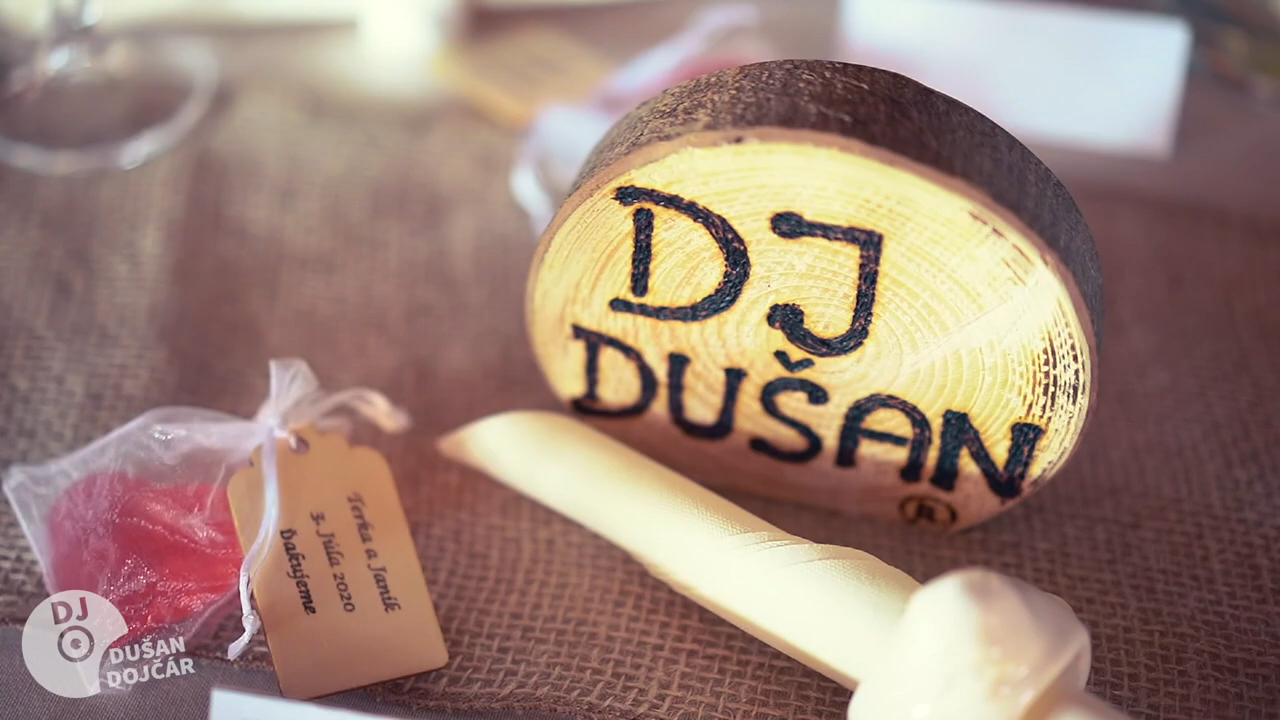 DJ
DUŠAN
®
Terka a Janík
3. Júla 2020
Ďakujeme
DJ
DUŠAN
DOJČÁR